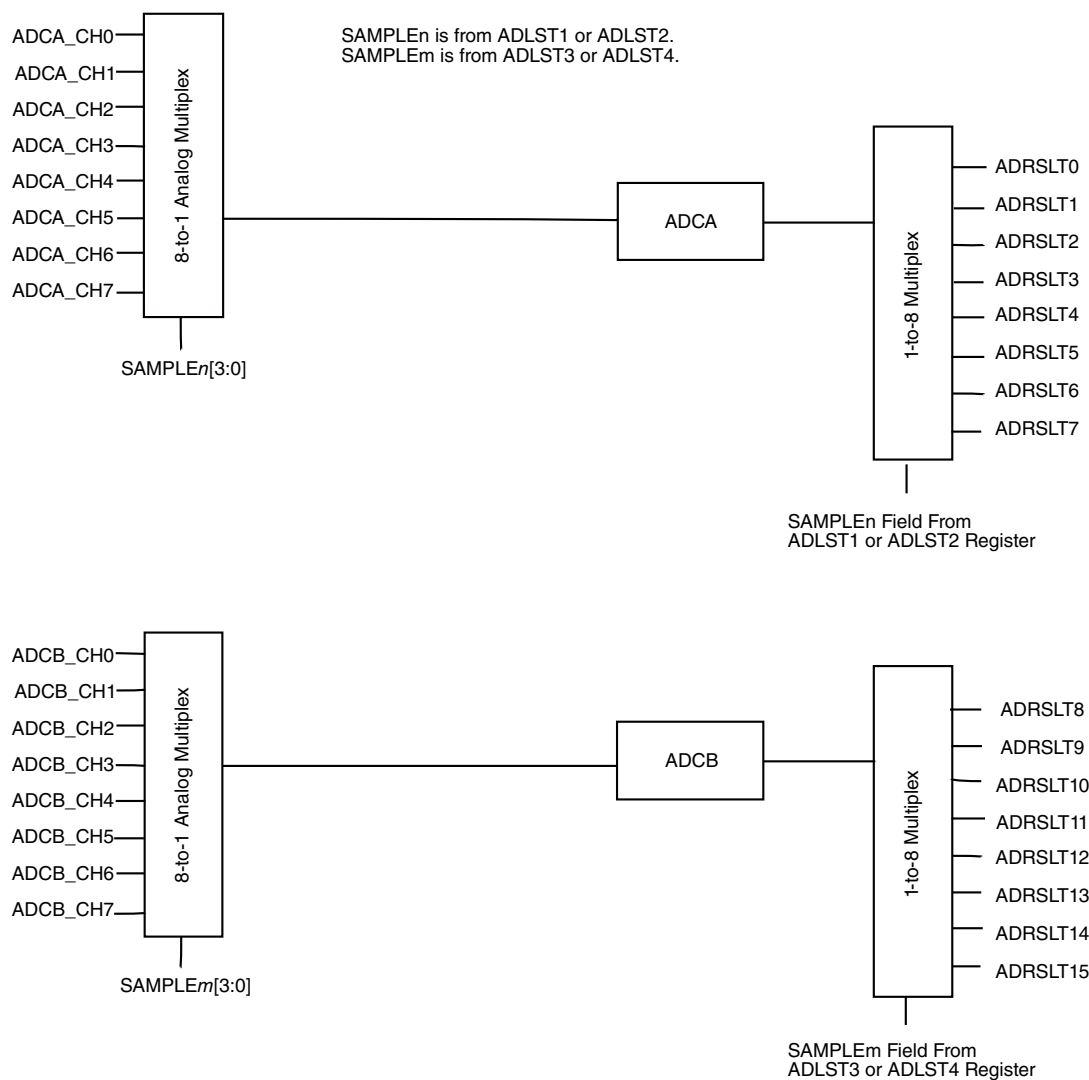 SAMPLEn is from ADLST1 or ADLST2.
SAMPLEm is from ADLST3 or ADLST4.
ADCA_CH0
ADCA_CH1
ADCA_CH2
ADCA_CH3
ADCA_CH4
ADCA_CH5
ADCA_CH6
ADCA_CH7
8-to-1 Analog Multiplex
SAMPLEn[3:0]
ADCA
1-to-8 Multiplex
ADRSLT0
ADRSLT1
ADRSLT2
ADRSLT3
ADRSLT4
ADRSLT5
ADRSLT6
ADRSLT7
SAMPLEn Field From
ADLST1 or ADLST2 Register
ADCB_CH0
ADCB_CH1
ADCB_CH2
ADCB_CH3
ADCB_CH4
ADCB_CH5
ADCB_CH6
ADCB_CH7
8-to-1 Analog Multiplex
SAMPLEm[3:0]
ADCB
1-to-8 Multiplex
ADRSLT8
ADRSLT9
ADRSLT10
ADRSLT11
ADRSLT12
ADRSLT13
ADRSLT14
ADRSLT15
SAMPLEm Field From
ADLST3 or ADLST4 Register